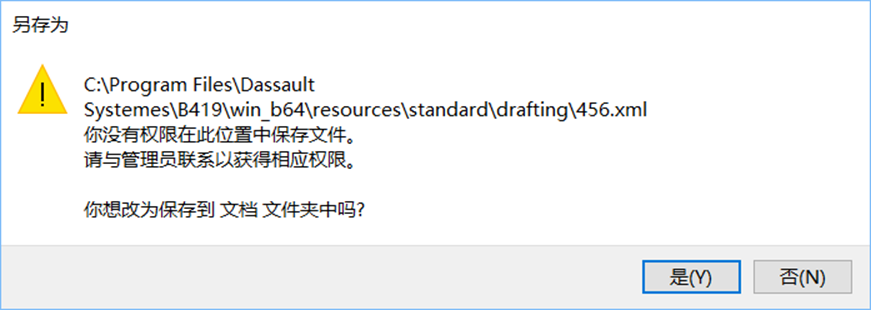 另存为
C:\Program Files\Dassault
Systemes\B419\win_b64\resources\standard\drafting\456.xml
你没有权限在此位置中保存文件。
请与管理员联系以获得相应权限。
你想改为保存到 文档 文件夹中吗?
是(Y)
否(N)